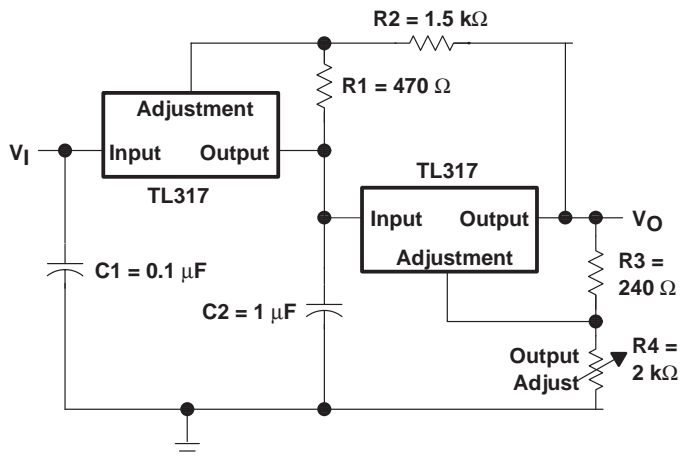 R2 = 1.5 kΩ
R1 = 470 Ω
Adjustment
VI
Input Output
TL317
TL317
Input Output
VO
Adjustment
C1 = 0.1 μF
R3 =
240 Ω
C2 = 1 μF
Output
Adjust
R4 =
2 kΩ